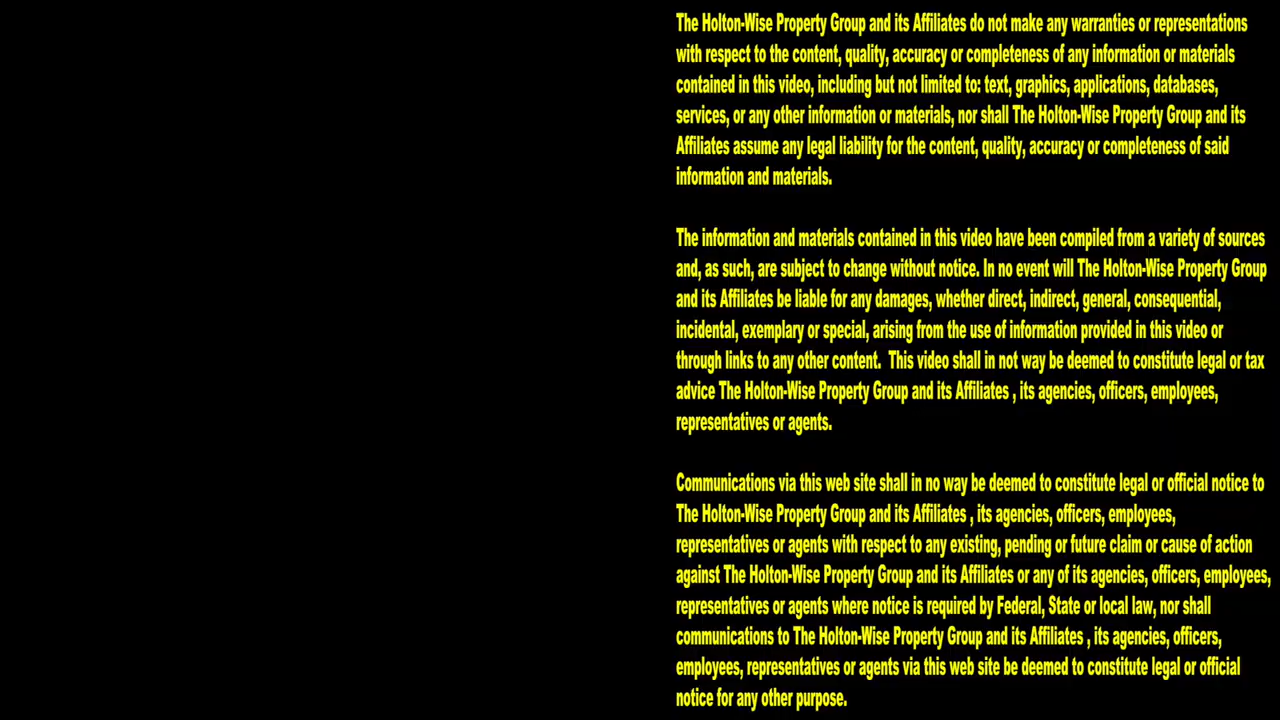 The Holton-Wise Property Group and its Affiliates do not make any warranties or representations
with respect to the content, quality, accuracy or completeness of any information or materials
contained in this video, including but not limited to: text, graphics, applications, databases,
services, or any other information or materials, nor shall The Holton-Wise Property Group and its
Affiliates assume any legal liability for the content, quality, accuracy or completeness of said
information and materials.
The information and materials contained in this video have been compiled from a variety of sources
and, as such, are subject to change without notice. In no event will The Holton-Wise Property Group
and its Affiliates be liable for any damages, whether direct, indirect, general, consequential,
incidental, exemplary or special, arising from the use of information provided in this video or
through links to any other content.  This video shall in not way be deemed to constitute legal or tax
advice The Holton-Wise Property Group and its Affiliates , its agencies, officers, employees,
representatives or agents.
Communications via this web site shall in no way be deemed to constitute legal or official notice to
The Holton-Wise Property Group and its Affiliates , its agencies, officers, employees,
representatives or agents with respect to any existing, pending or future claim or cause of action
against The Holton-Wise Property Group and its Affiliates or any of its agencies, officers, employees,
representatives or agents where notice is required by Federal, State or local law, nor shall
communications to The Holton-Wise Property Group and its Affiliates , its agencies, officers,
employees, representatives or agents via this web site be deemed to constitute legal or official
notice for any other purpose.